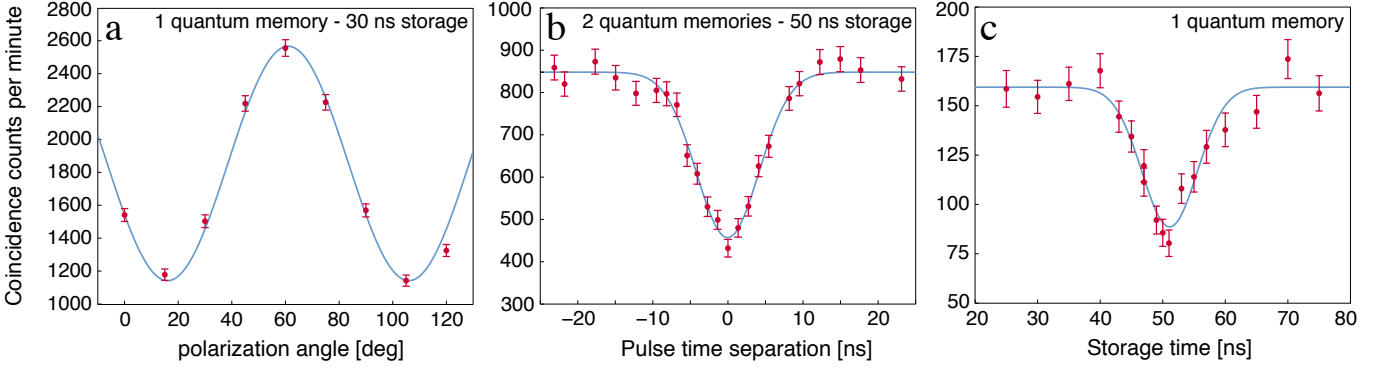 Coincidence counts per minute
a 1 quantum memory - 30 ns storage
2800
2600
2400
2200
2000
1800
1600
1400
1200
1000
0 20 40 60 80 100 120
polarization angle [deg]
b 2 quantum memories - 50 ns storage
1000
900
800
700
600
500
400
300
−20 −10 0 10 20
Pulse time separation [ns]
c 1 quantum memory
200
175
150
125
100
75
50
20 30 40 50 60 70 80
Storage time [ns]